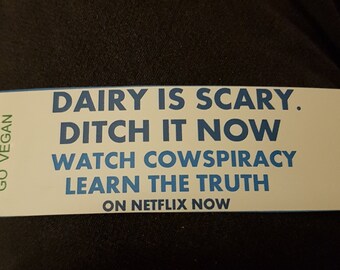 GO VEGAN
DAIRY IS SCARY.
DITCH IT NOW
WATCH COWSPIRACY
LEARN THE TRUTH
ON NETFLIX NOW